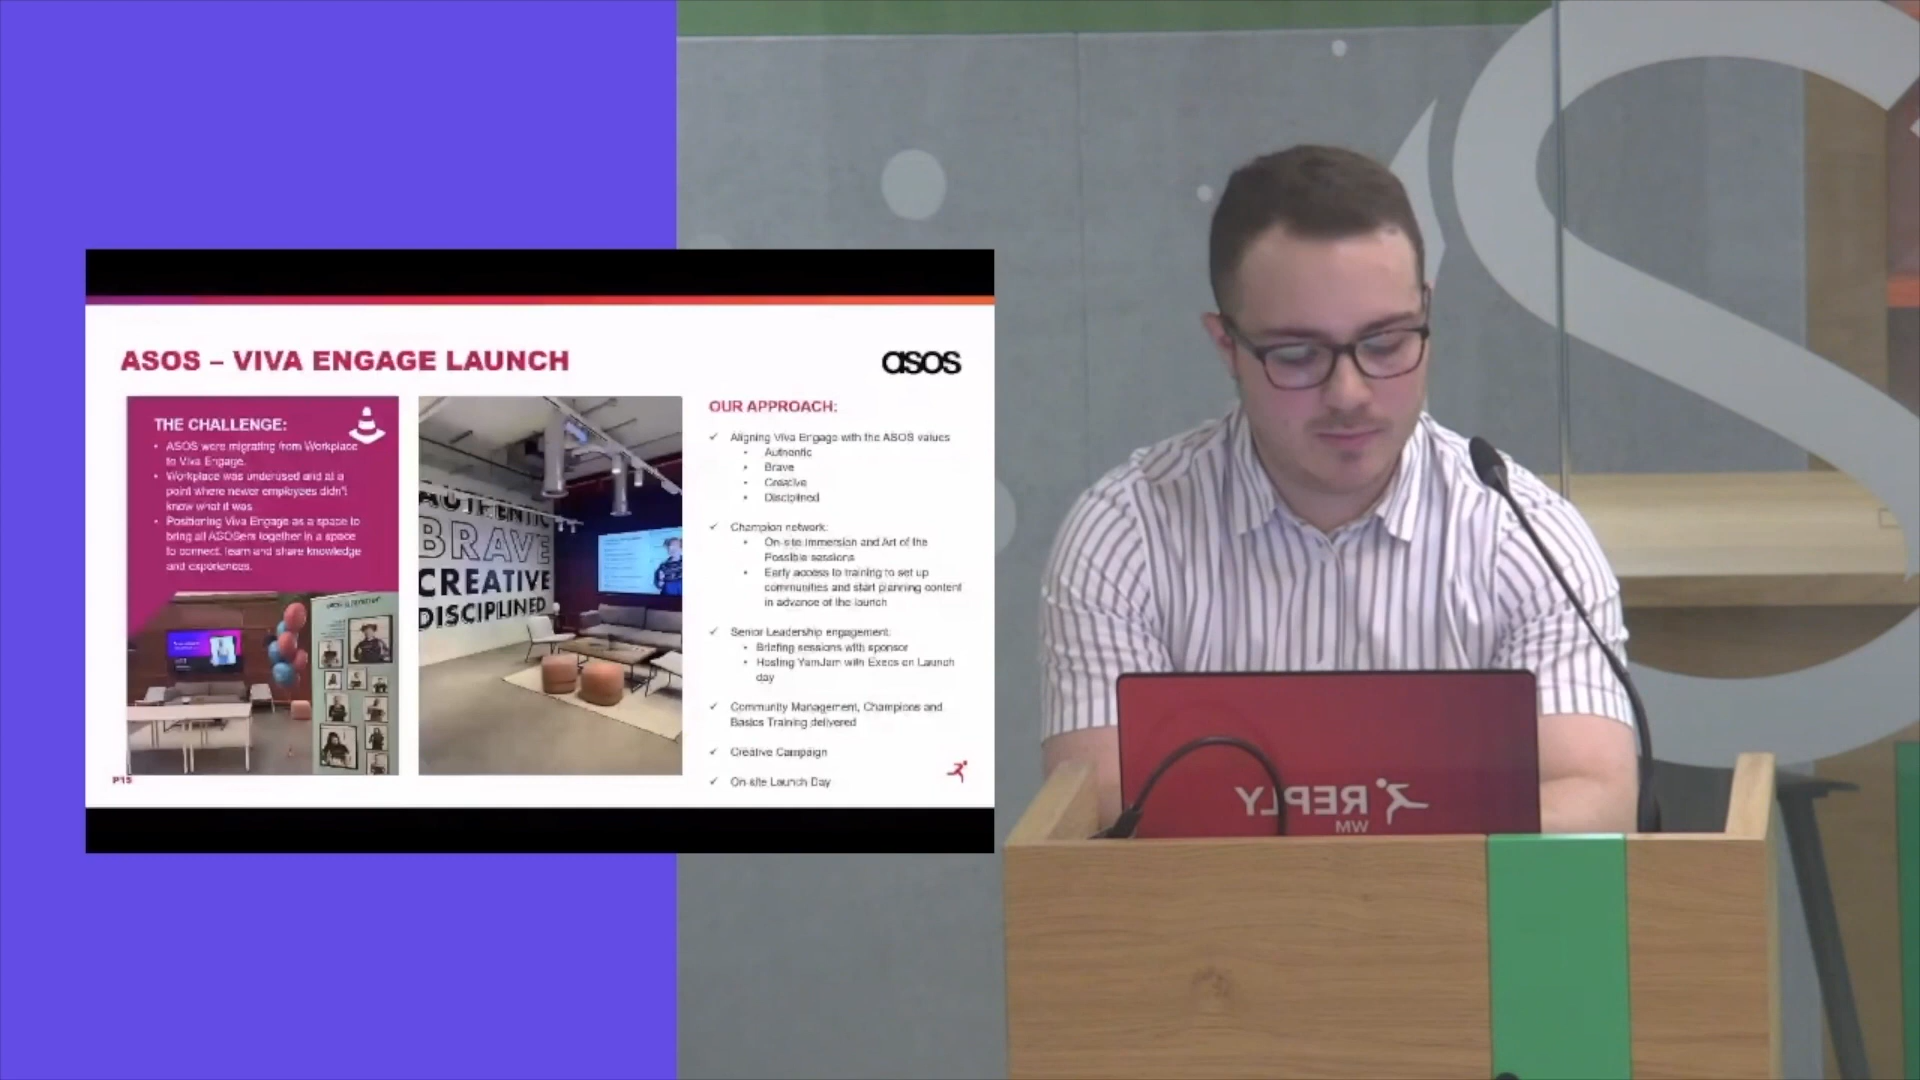 ASOS – VIVA ENGAGE LAUNCH
asos
THE CHALLENGE:
• ASOS were migrating from Workplace
to Viva Engage.
• Workplace was underused and at a
point where newer employees didn't
know what it was
• Positioning Viva Engage as a space to
bring all ASOSers together in a space
to connect, learn and share knowledge
and experiences.
AUTHENTIC
BRAVE
CREATIVE
DISCIPLINED
OUR APPROACH:
✓ Aligning Viva Engage with the ASOS values
• Authentic
• Brave
• Creative
• Disciplined
✓ Champion network:
• On-site immersion and Art of the
Possible sessions
• Early access to training to set up
communities and start planning content
in advance of the launch
✓ Senior Leadership engagement:
• Briefing sessions with sponsor
• Hosting YamJam with Execs on Launch
day
✓ Community Management, Champions and
Basics Training delivered
✓ Creative Campaign
✓ On-site Launch Day
P15
REPLY
WM